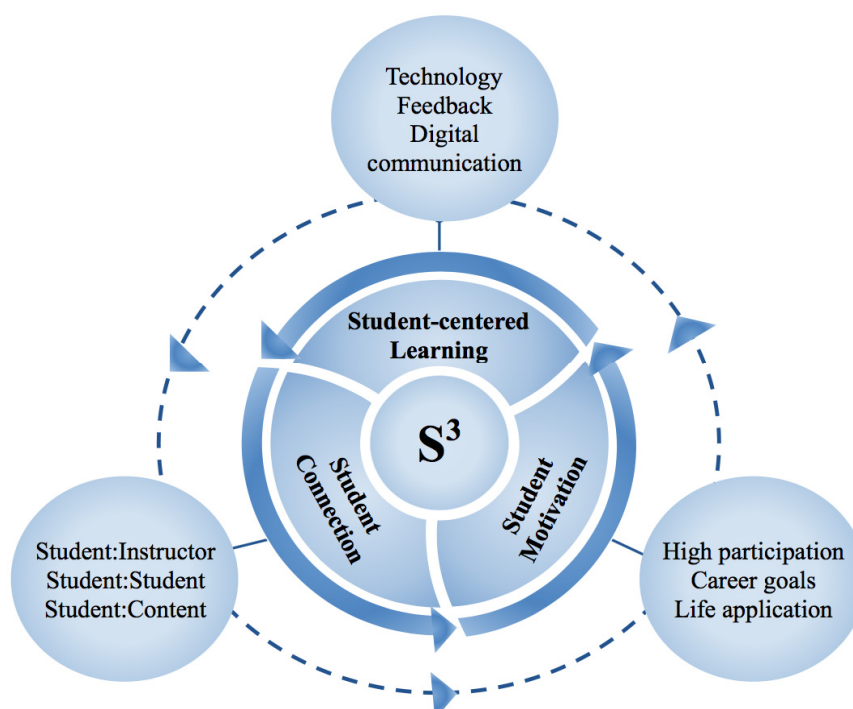 Technology
Feedback
Digital
communication
Student-centered
Learning
S³
Student
Connection
Student
Motivation
Student:Instructor
Student:Student
Student:Content
High participation
Career goals
Life application